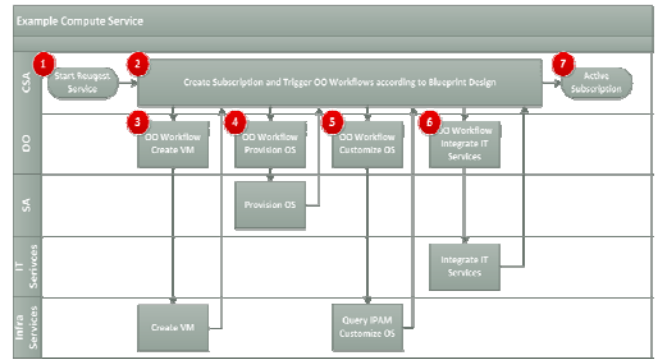 Example Compute Service
CSA
1
Start Reugest
Service
2
Create Subscription and Trigger OO Workflows according to Blueprint Design
7
Active
Subscription
OO
3
OO Workflow
Create VM
4
OO Workflow
Provision OS
5
OO Workflow
Customize OS
6
OO Workflow
Integrate IT
Services
SA
Provision OS
IT
Serivces
Integrate IT
Services
Infra
Services
Create VM
Query IPAM
Customize OS